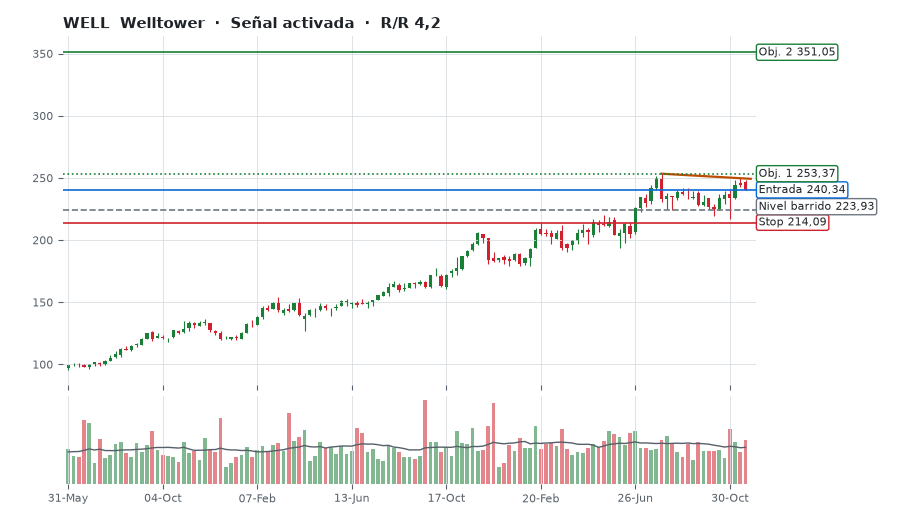 WELL Welltower · Señal activada · R/R 4,2
350
300
250
200
150
100
Obj. 2 351,05
Obj. 1 253,37
Entrada 240,34
Nivel barrido 223,93
Stop 214,09
31-May
04-Oct
07-Feb
13-Jun
17-Oct
20-Feb
26-Jun
30-Oct